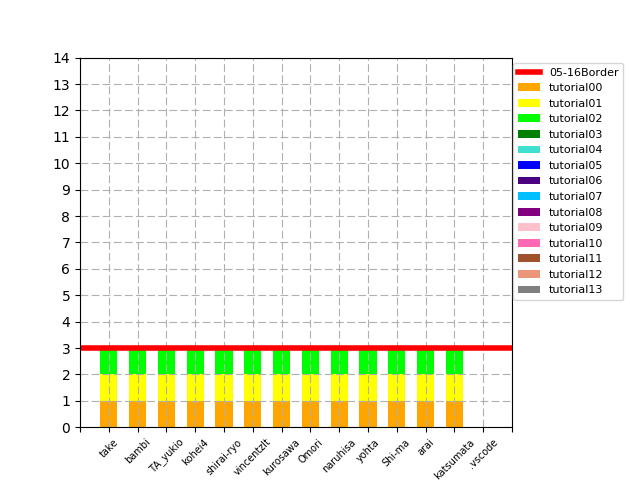 14
13
12
11
10
9
8
7
6
5
4
3
2
1
0
take
bambi
TA_yukio
kohei4
shirai-ryo
vincentzlt
kurosawa
Omori
naruhisa
yohta
Shi-ma
arai
katsumata
.vscode
05-16Border
tutorial00
tutorial01
tutorial02
tutorial03
tutorial04
tutorial05
tutorial06
tutorial07
tutorial08
tutorial09
tutorial10
tutorial11
tutorial12
tutorial13